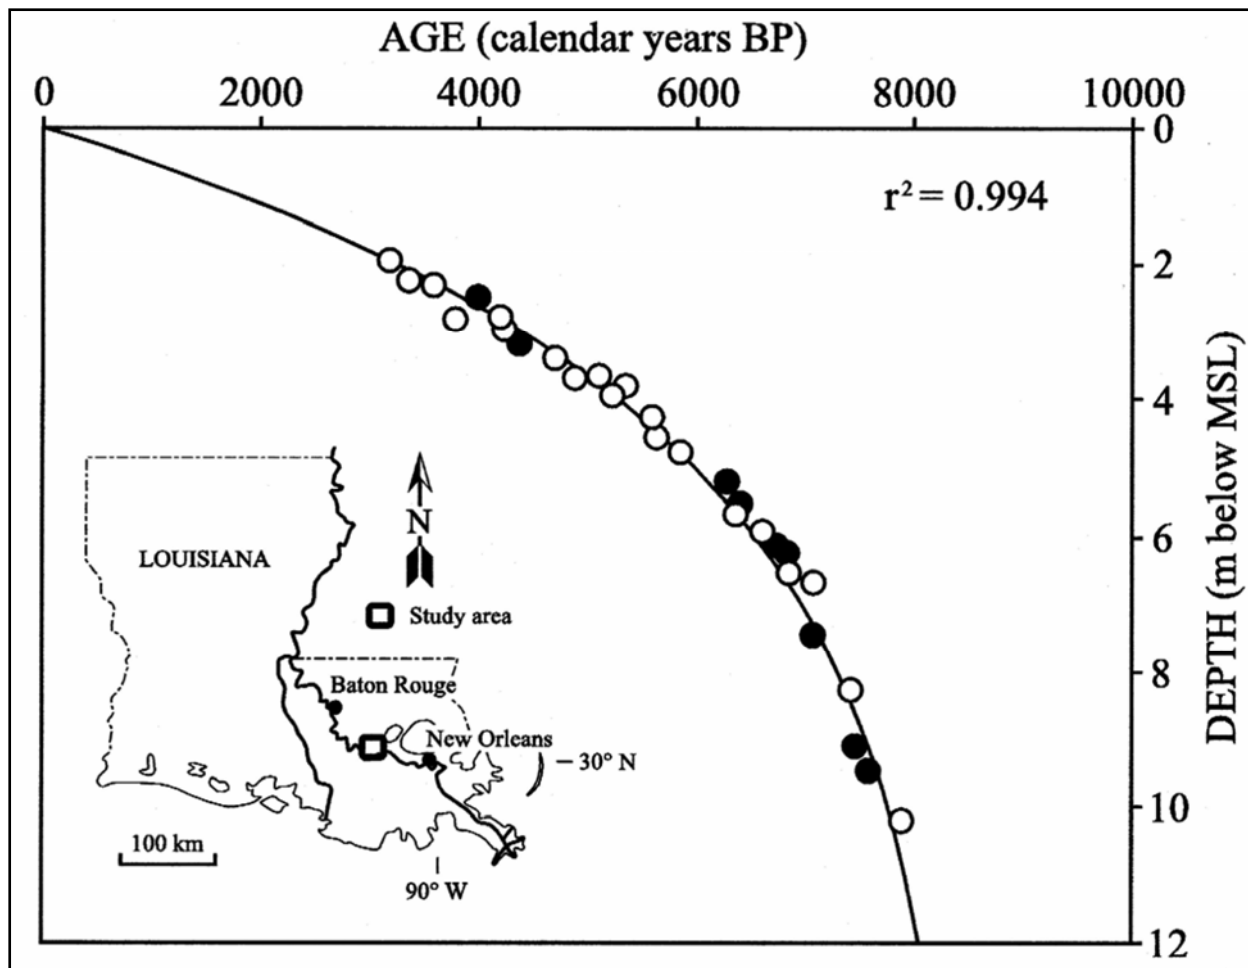 AGE (calendar years BP)
0 2000 4000 6000 8000 10000
0
r² = 0.994
2
4
6
8
10
12
DEPTH (m below MSL)
LOUISIANA
N
Study area
Baton Rouge
New Orleans
30° N
100 km
90° W